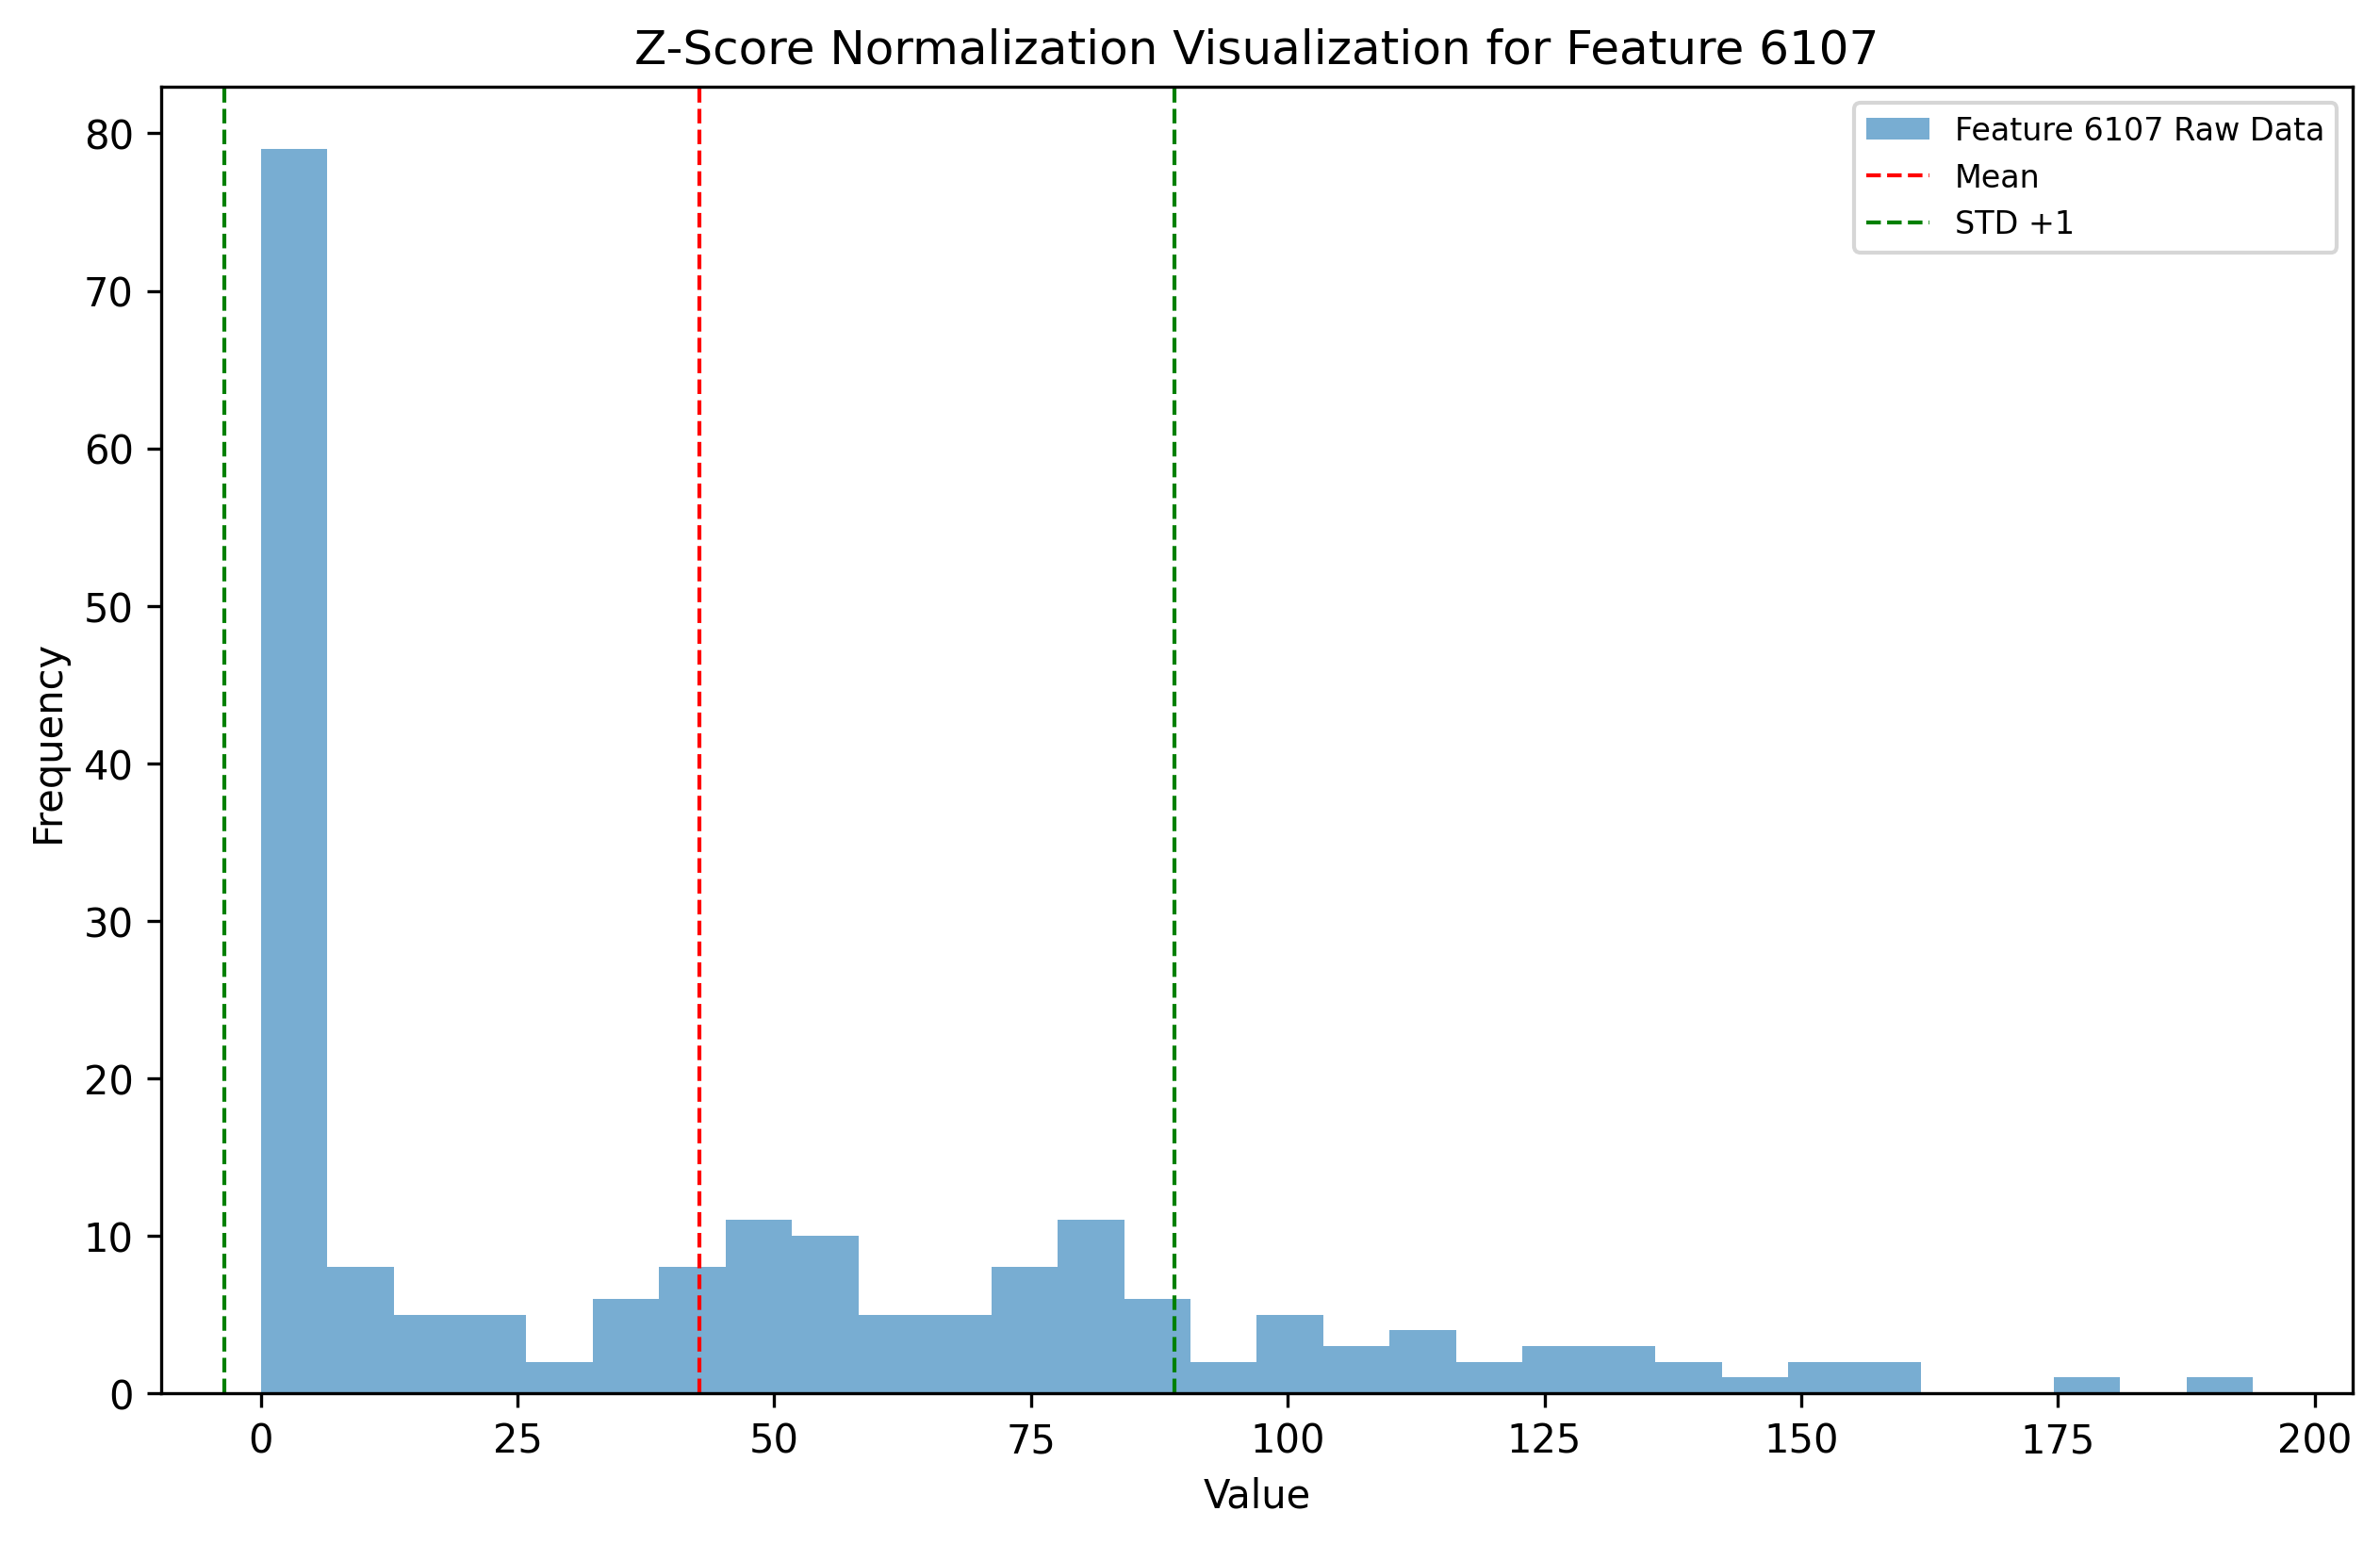 Z-Score Normalization Visualization for Feature 6107
Feature 6107 Raw Data
Mean
STD +1
80
70
60
50
40
30
20
10
0
Frequency
0 25 50 75 100 125 150 175 200
Value